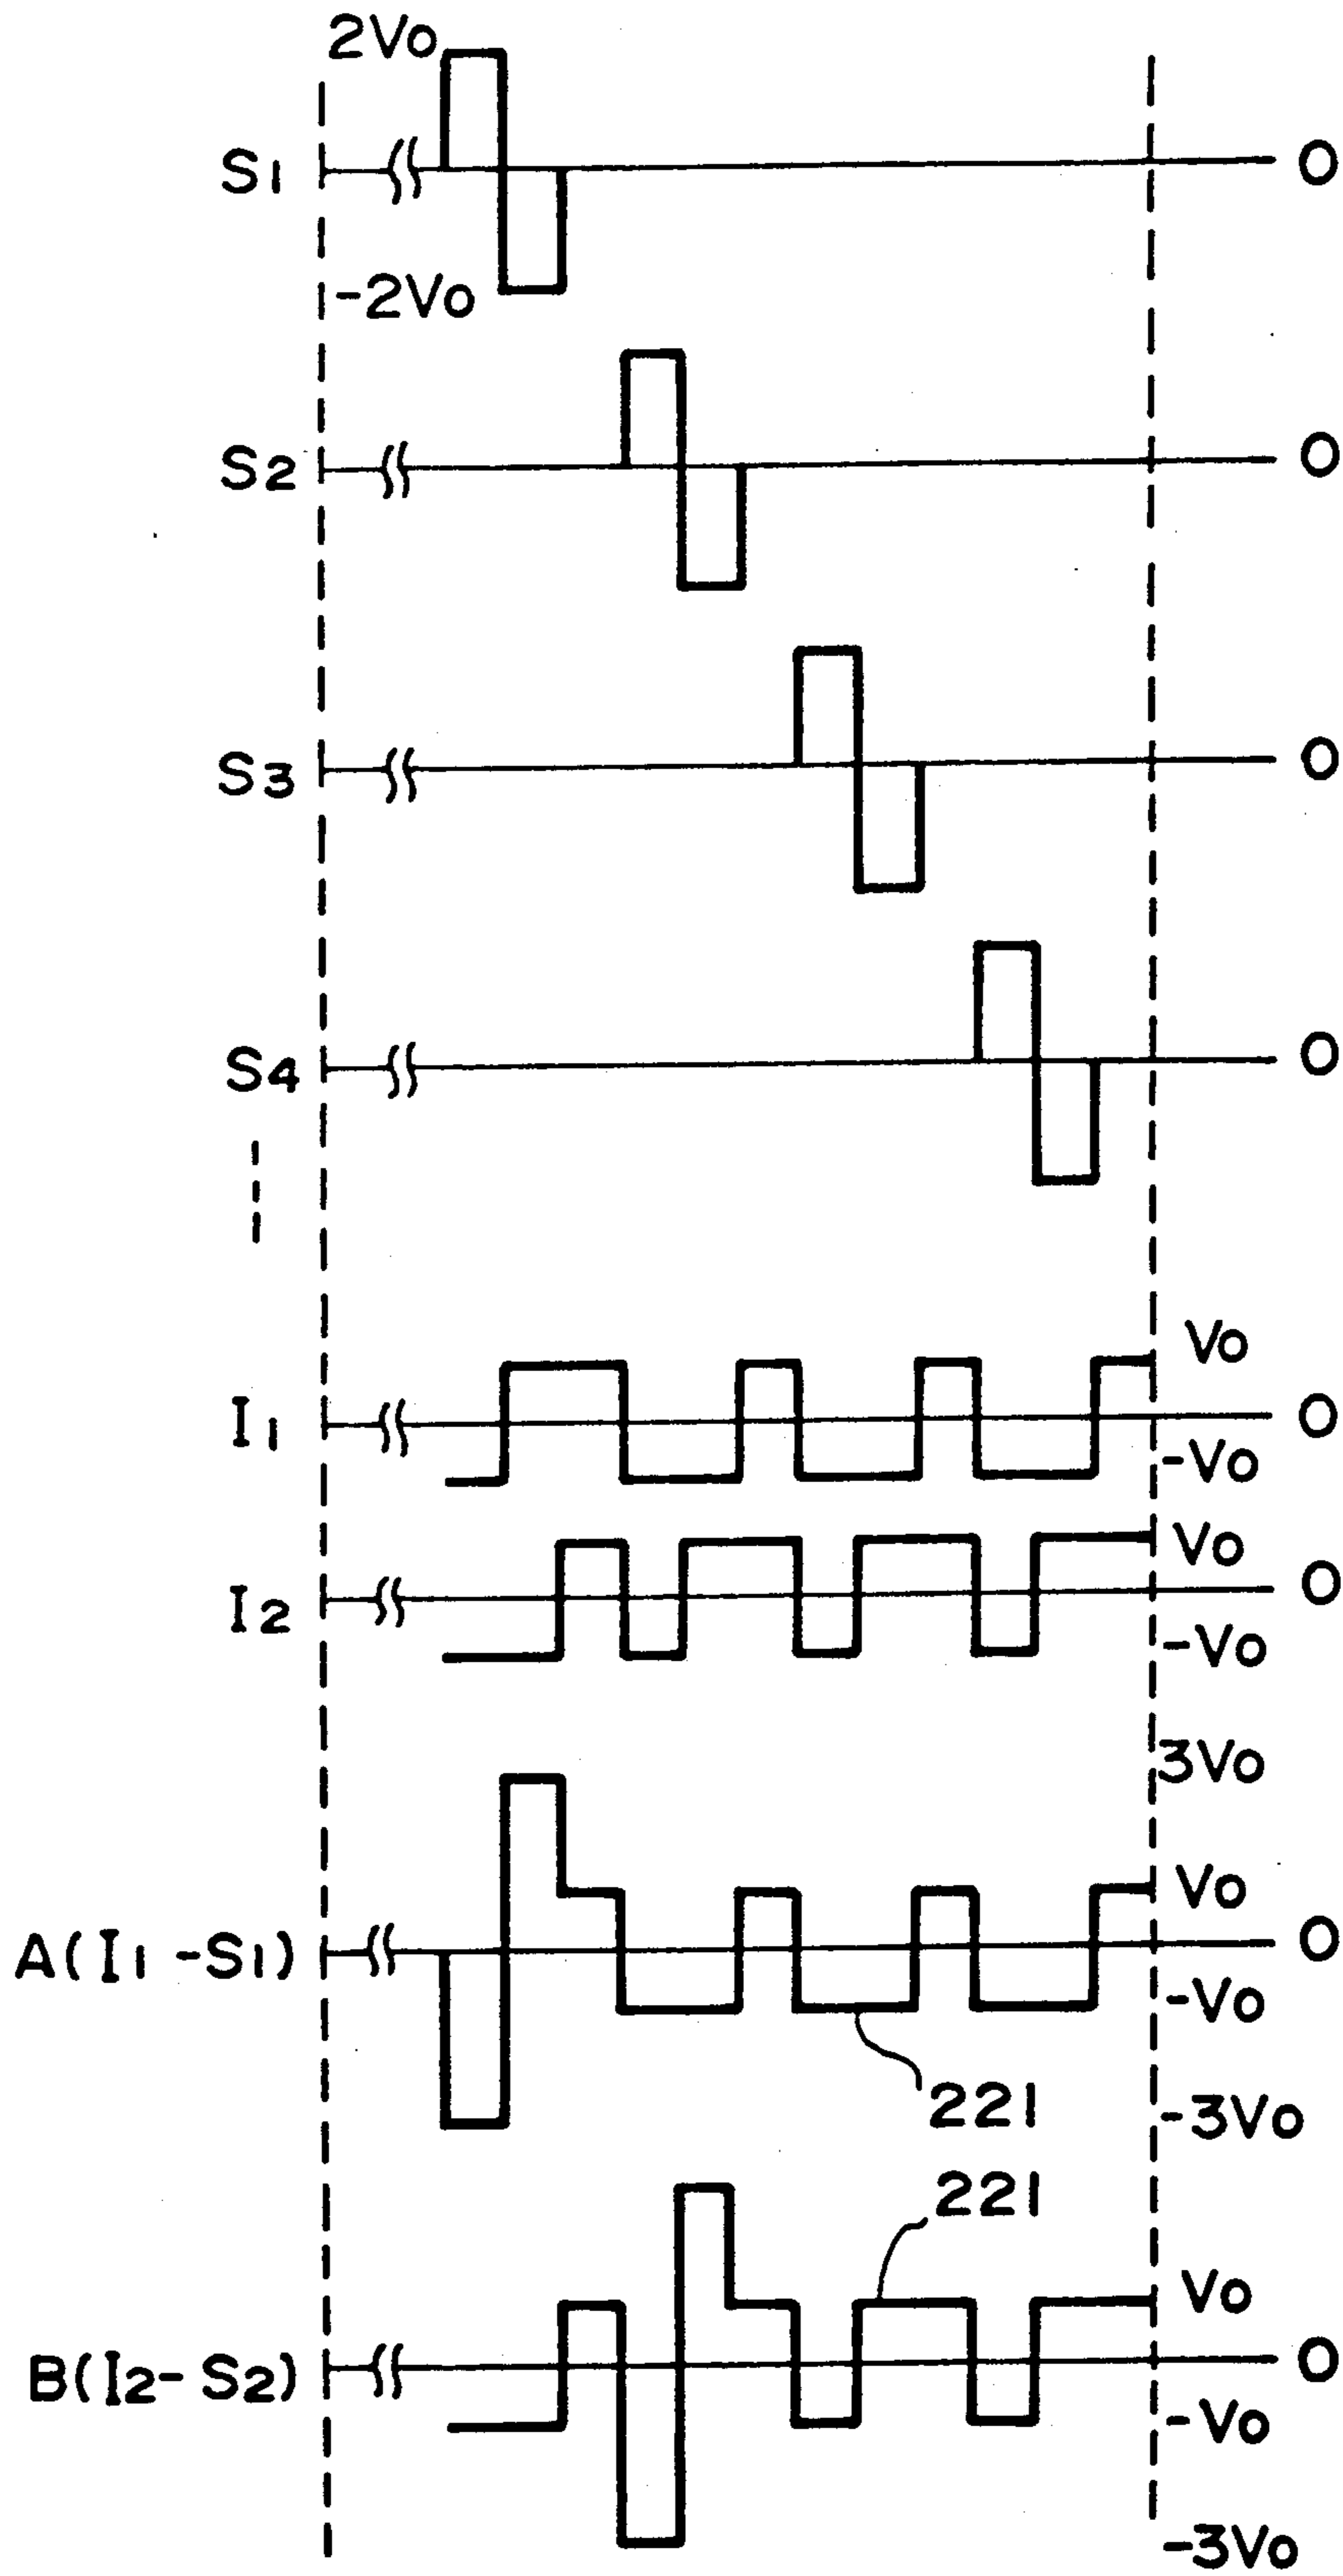 2Vo
S1 0
-2Vo
S2 0
S3 0
S4 0
Vo
I1 0
-Vo
Vo
I2 0
-Vo
3Vo
Vo
A(I1-S1) 0
-Vo
221
-3Vo
221
Vo
B(I2-S2) 0
-Vo
-3Vo